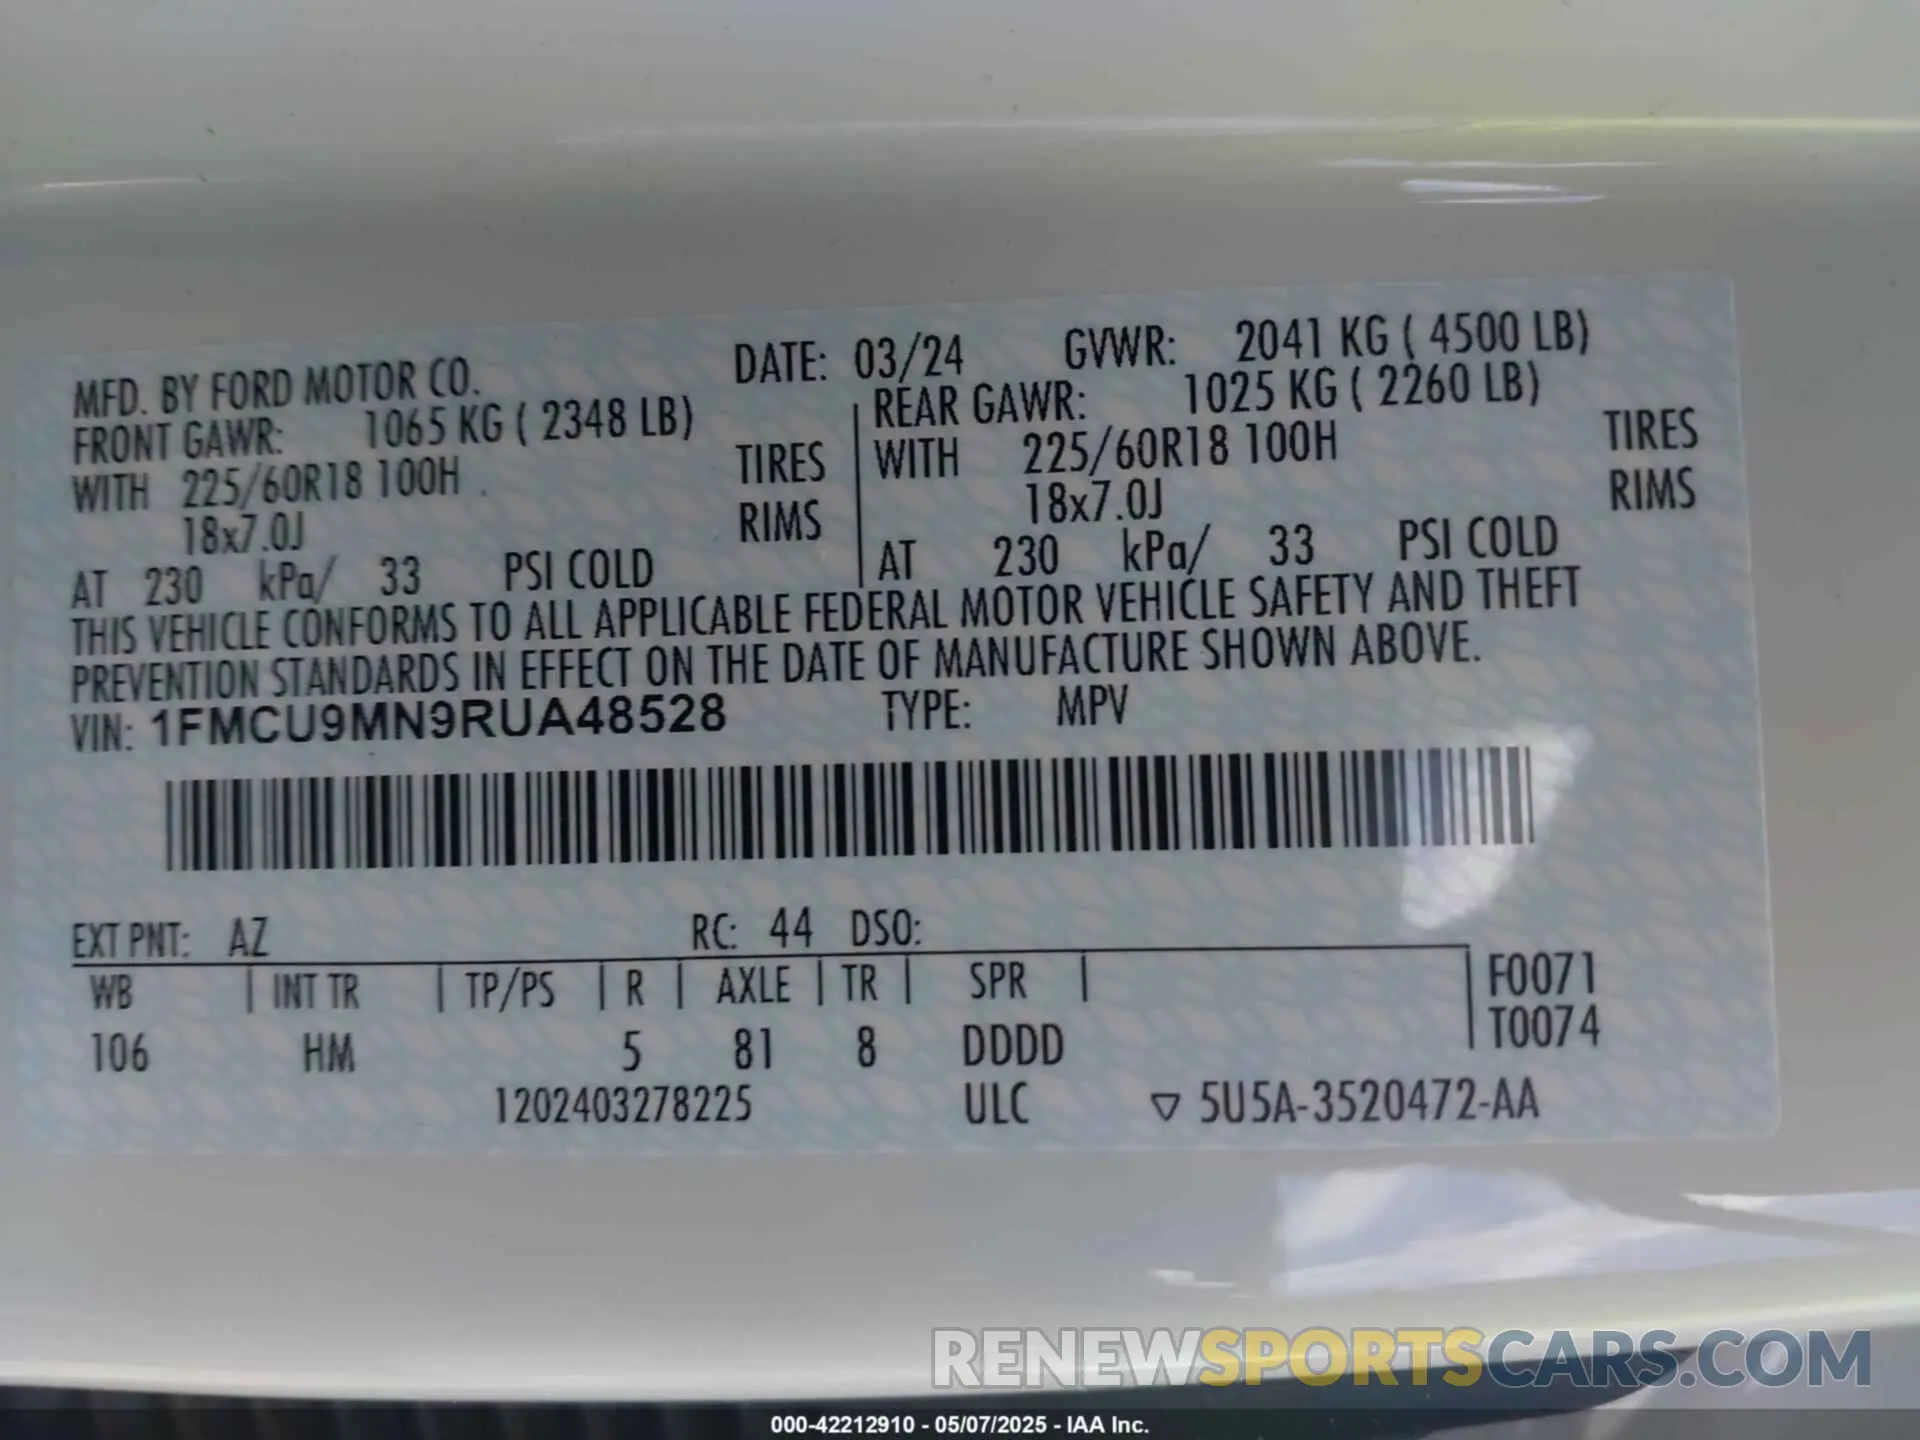 MFD. BY FORD MOTOR CO. DATE: 03/24 GVWR: 2041 KG ( 4500 LB)
FRONT GAWR: 1065 KG ( 2348 LB) REAR GAWR: 1025 KG ( 2260 LB)
WITH 225/60R18 100H TIRES WITH 225/60R18 100H TIRES
18x7.0J RIMS 18x7.0J RIMS
AT 230 kPa/ 33 PSI COLD AT 230 kPa/ 33 PSI COLD
THIS VEHICLE CONFORMS TO ALL APPLICABLE FEDERAL MOTOR VEHICLE SAFETY AND THEFT
PREVENTION STANDARDS IN EFFECT ON THE DATE OF MANUFACTURE SHOWN ABOVE.
VIN: 1FMCU9MN9RUA48528 TYPE: MPV
EXT PNT: AZ RC: 44 DSO:
WB INT TR TP/PS R AXLE TR SPR F0071
106 HM 5 81 8 DDDD T0074
1202403278225 ULC ▽ 5U5A-3520472-AA
RENEWSPORTSCARS.COM
000-42212910 - 05/07/2025 - IAA Inc.